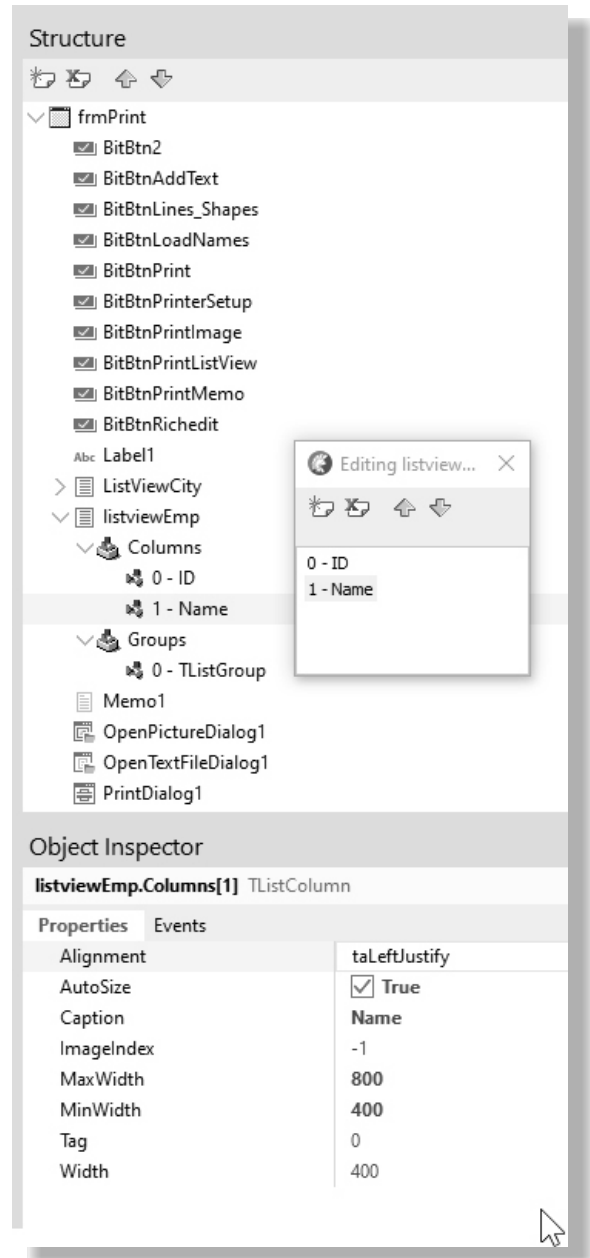 Structure
frmPrint
BitBtn2
BitBtnAddText
BitBtnLines_Shapes
BitBtnLoadNames
BitBtnPrint
BitBtnPrinterSetup
BitBtnPrintImage
BitBtnPrintListView
BitBtnPrintMemo
BitBtnRichedit
Abc Label1
ListViewCity
listviewEmp
Columns
0 - ID
1 - Name
Groups
0 - TListGroup
Memo1
OpenPictureDialog1
OpenTextFileDialog1
PrintDialog1
Editing listview...
0 - ID
1 - Name
Object Inspector
listviewEmp.Columns[1] TListColumn
Properties Events
Alignment taLeftJustify
AutoSize True
Caption Name
ImageIndex -1
MaxWidth 800
MinWidth 400
Tag 0
Width 400